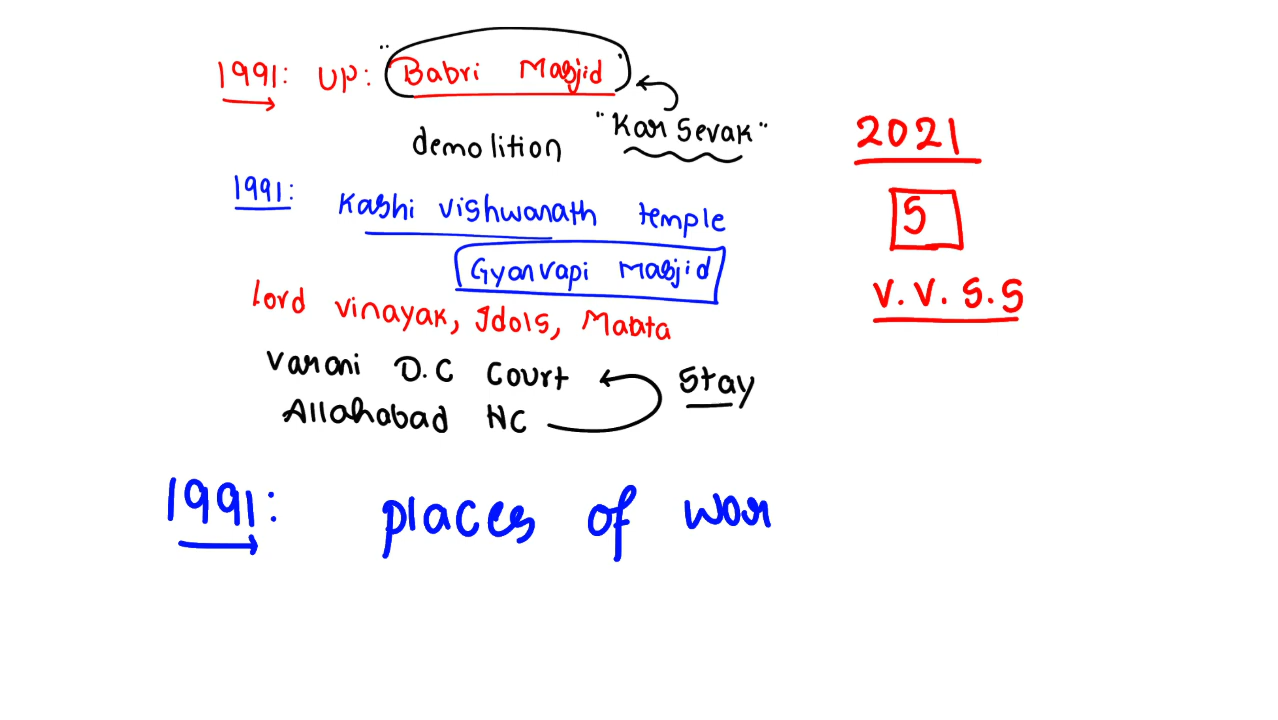 1991: UP: "Babri Masjid"
"Kar Sevak"
demolition
1991: Kashi vishwanath temple
Gyanvapi Masjid
lord vinayak, Idols, Mata
Varani D.C Court
Stay
Allahabad HC
1991: places of wor
2021
5
V.V.S.S